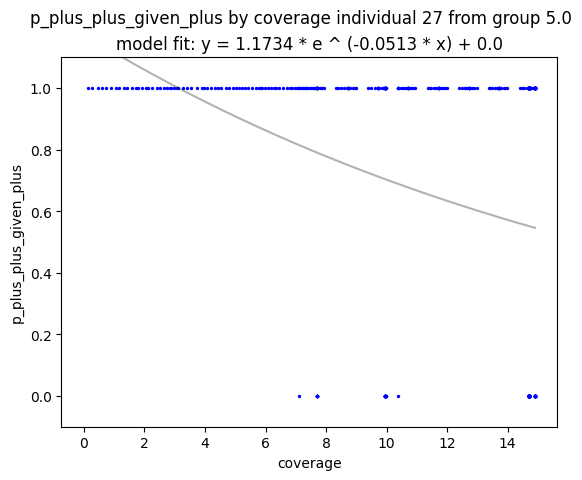 p_plus_plus_given_plus by coverage individual 27 from group 5.0
model fit: y = 1.1734 * e ^ (-0.0513 * x) + 0.0
1.0
0.8
0.6
0.4
0.2
0.0
p_plus_plus_given_plus
0 2 4 6 8 10 12 14
coverage